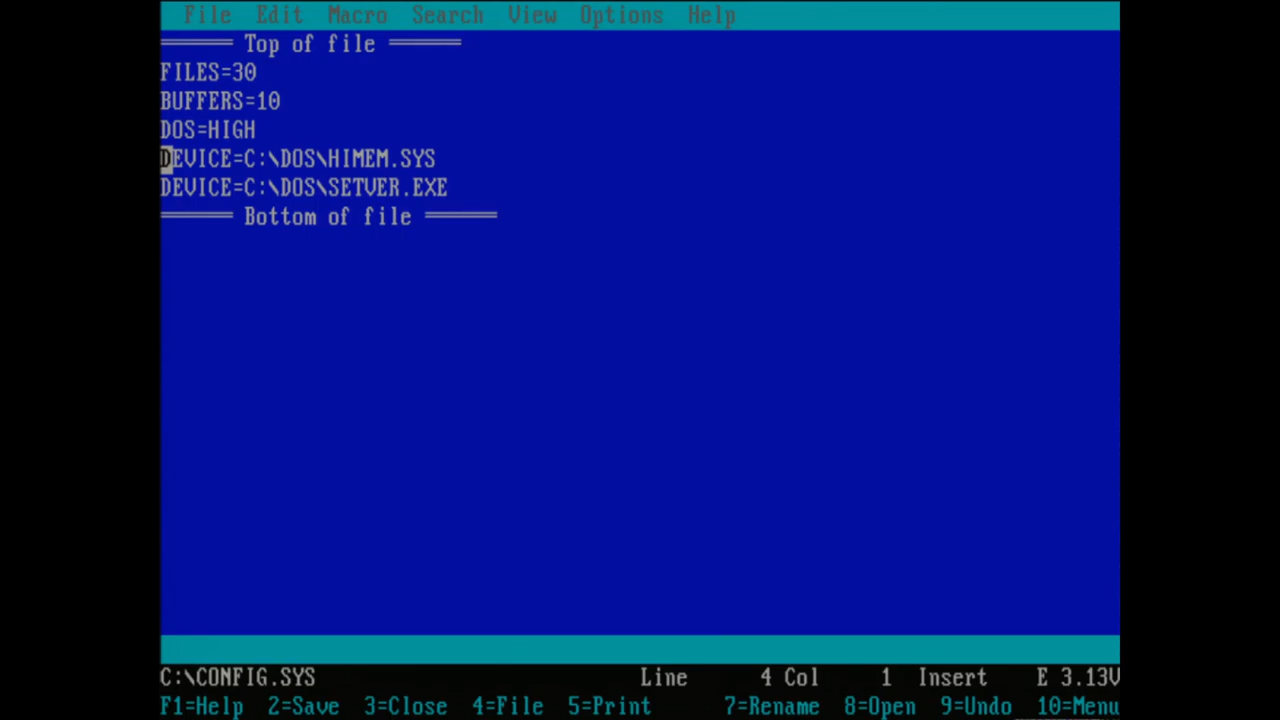 File Edit Macro Search View Options Help
══════ Top of file ══════
FILES=30
BUFFERS=10
DOS=HIGH
DEVICE=C:\DOS\HIMEM.SYS
DEVICE=C:\DOS\SETVER.EXE
══════ Bottom of file ══════
C:\CONFIG.SYS Line 4 Col 1 Insert E 3.13V
F1=Help 2=Save 3=Close 4=File 5=Print 7=Rename 8=Open 9=Undo 10=Menu